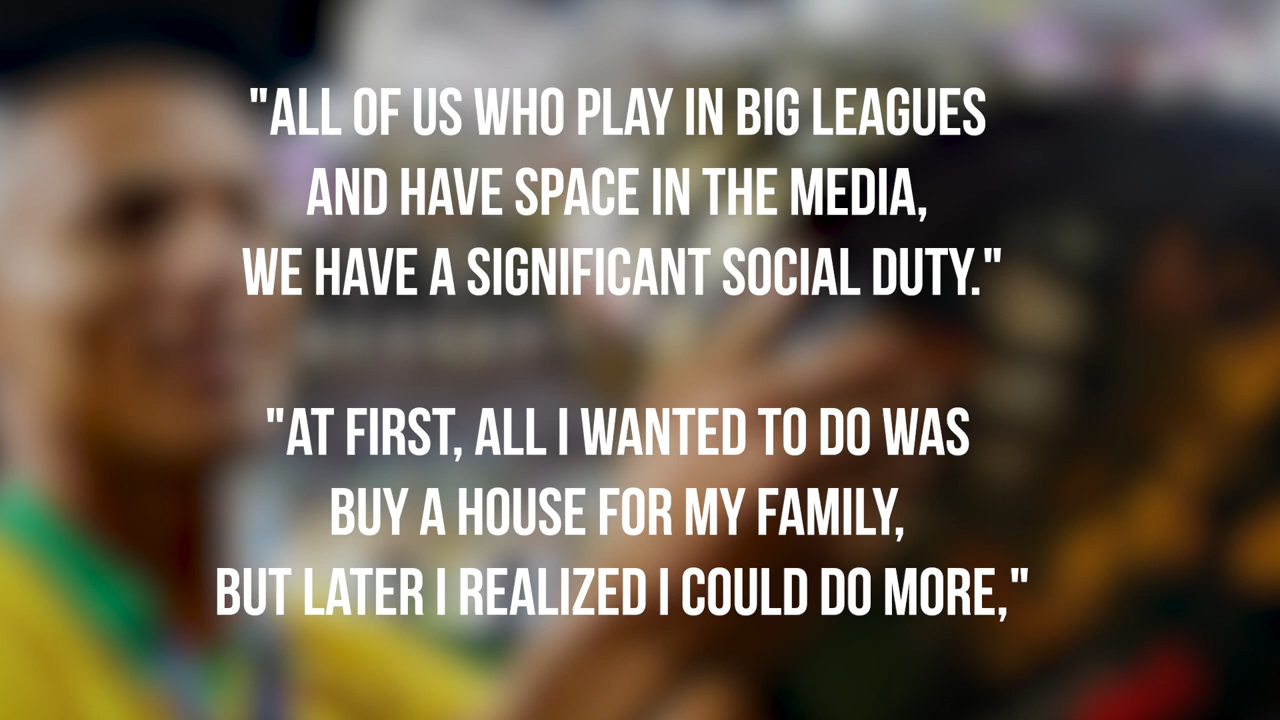 "ALL OF US WHO PLAY IN BIG LEAGUES
AND HAVE SPACE IN THE MEDIA,
WE HAVE A SIGNIFICANT SOCIAL DUTY."
"AT FIRST, ALL I WANTED TO DO WAS
BUY A HOUSE FOR MY FAMILY,
BUT LATER I REALIZED I COULD DO MORE,"